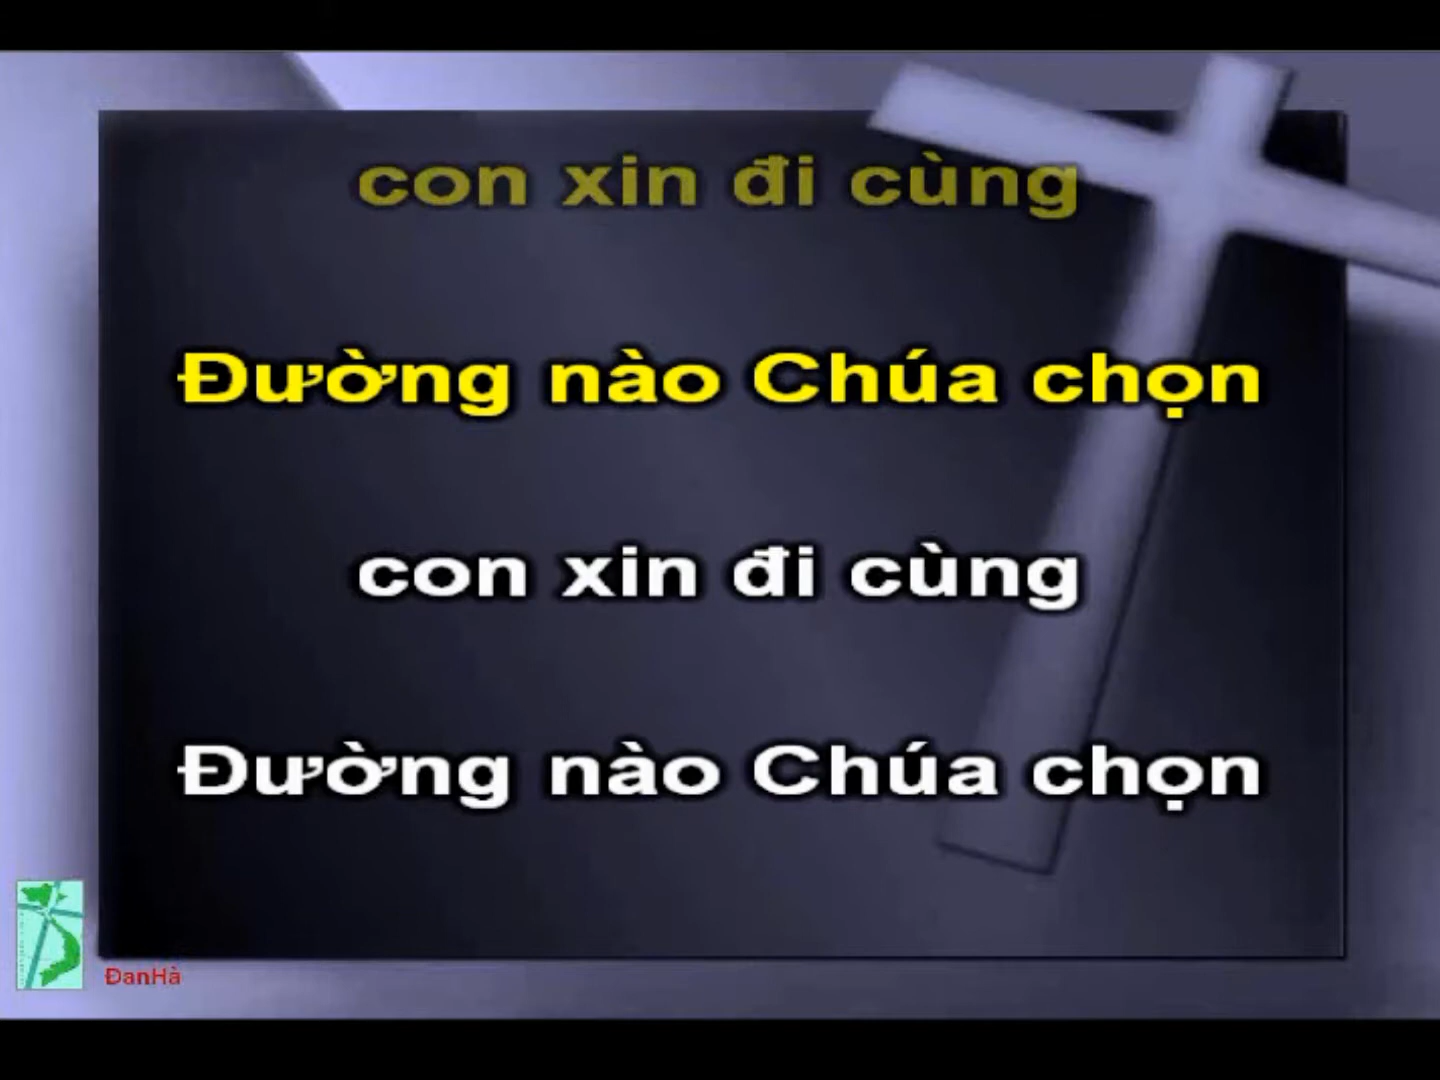 con xin đi cùng
Đường nào Chúa chọn
con xin đi cùng
Đường nào Chúa chọn
ĐanHà